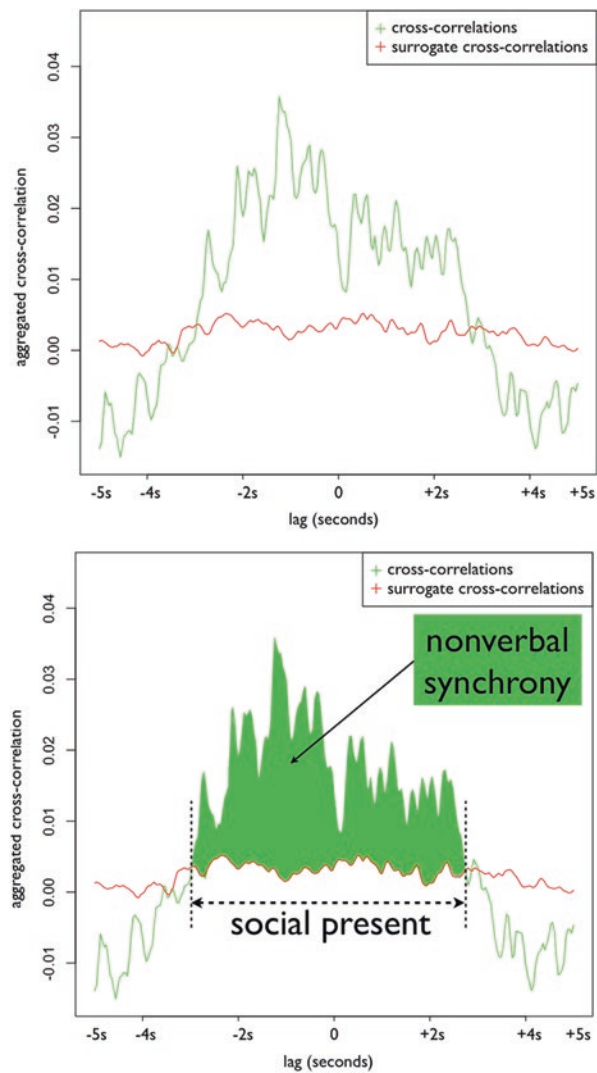 + cross-correlations
+ surrogate cross-correlations
aggregated cross-correlation
0.04
0.03
0.02
0.01
0.00
-0.01
-5s -4s -2s 0 +2s +4s +5s
lag (seconds)
+ cross-correlations
+ surrogate cross-correlations
nonverbal
synchrony
aggregated cross-correlation
0.04
0.03
0.02
0.01
0.00
-0.01
social present
-5s -4s -2s 0 +2s +4s +5s
lag (seconds)